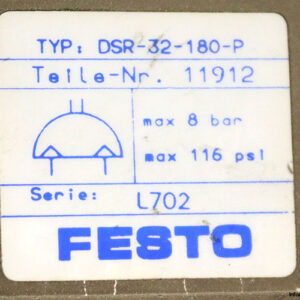 TYP: DSR-32-180-P
Teile-Nr. 11912
max 8 bar
max 116 psi
Serie: L702
FESTO